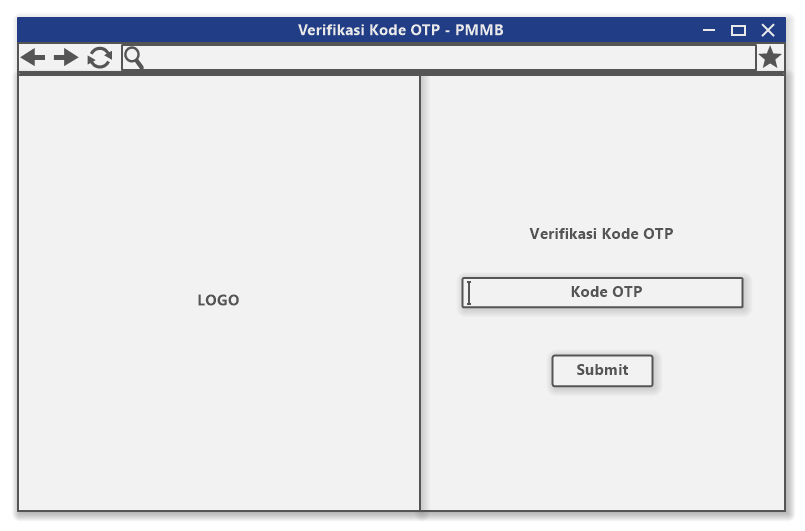 Verifikasi Kode OTP - PMMB
LOGO
Verifikasi Kode OTP
Kode OTP
Submit